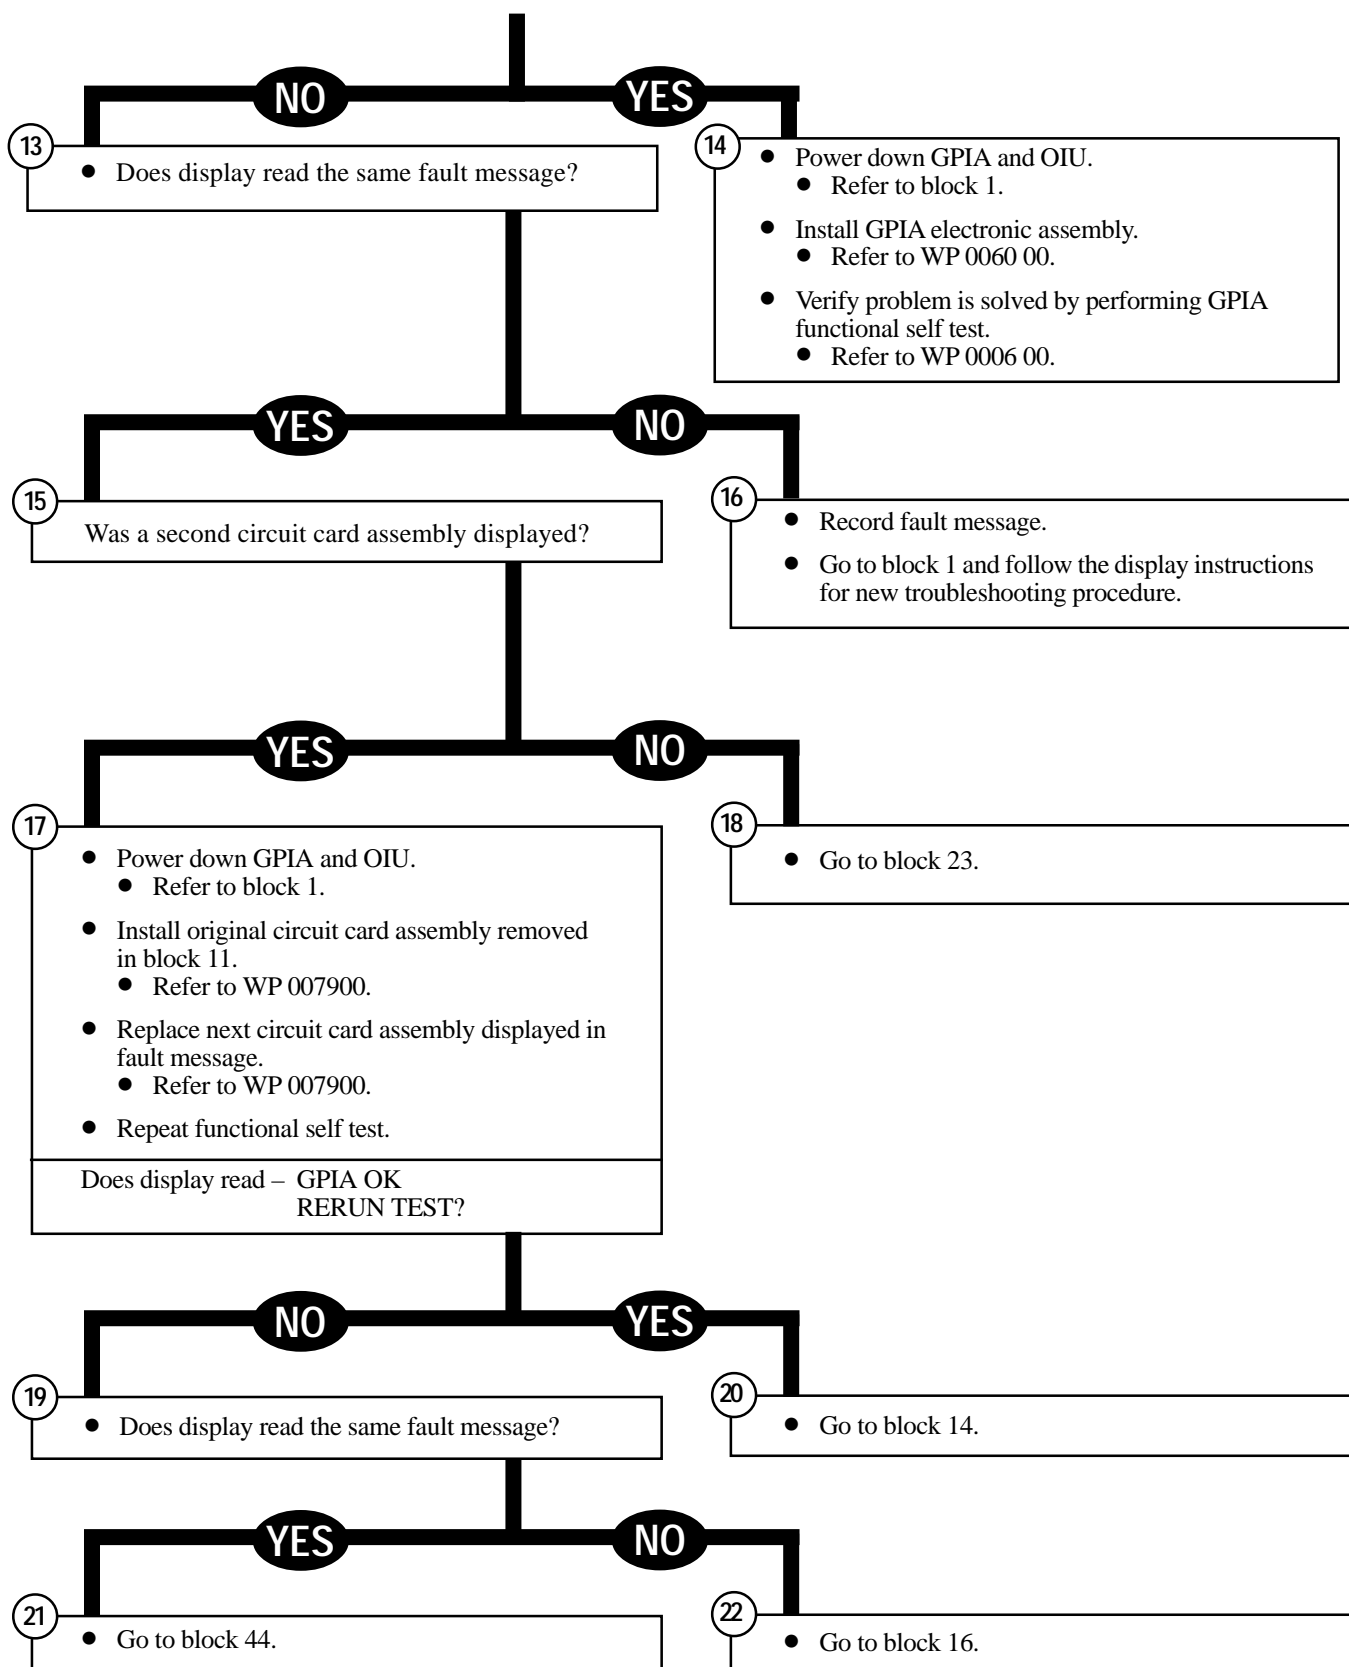 NO
YES
13
• Does display read the same fault message?
14
• Power down GPIA and OIU.
• Refer to block 1.
• Install GPIA electronic assembly.
• Refer to WP 0060 00.
• Verify problem is solved by performing GPIA
functional self test.
• Refer to WP 0006 00.
YES
NO
15
Was a second circuit card assembly displayed?
16
• Record fault message.
• Go to block 1 and follow the display instructions
for new troubleshooting procedure.
YES
NO
17
• Power down GPIA and OIU.
• Refer to block 1.
• Install original circuit card assembly removed
in block 11.
• Refer to WP 007900.
• Replace next circuit card assembly displayed in
fault message.
• Refer to WP 007900.
• Repeat functional self test.
Does display read – GPIA OK
RERUN TEST?
18
• Go to block 23.
NO
YES
19
• Does display read the same fault message?
20
• Go to block 14.
YES
NO
21
• Go to block 44.
22
• Go to block 16.